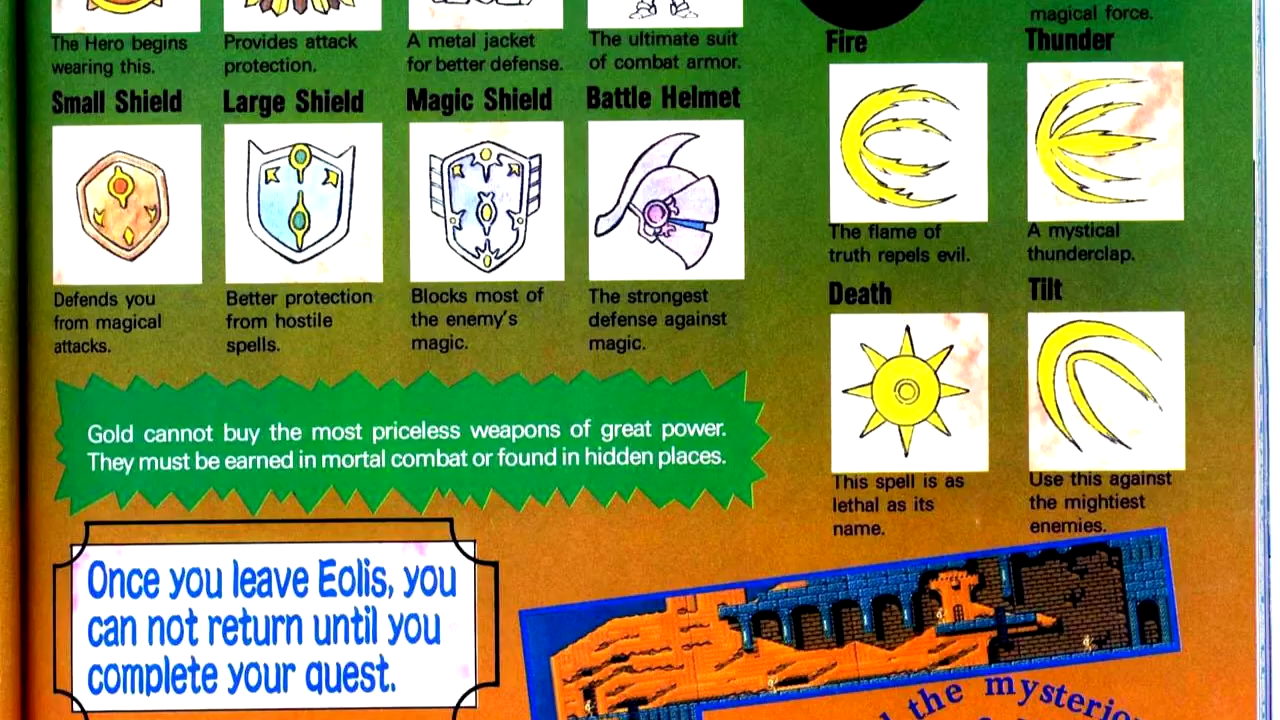 The Hero begins
wearing this.
Provides attack
protection.
A metal jacket
for better defense.
The ultimate suit
of combat armor.
Small Shield
Large Shield
Magic Shield
Battle Helmet
Defends you
from magical
attacks.
Better protection
from hostile
spells.
Blocks most of
the enemy's
magic.
The strongest
defense against
magic.
magical force.
Fire
Thunder
The flame of
truth repels evil.
A mystical
thunderclap.
Death
Tilt
This spell is as
lethal as its
name.
Use this against
the mightiest
enemies.
Gold cannot buy the most priceless weapons of great power.
They must be earned in mortal combat or found in hidden places.
Once you leave Eolis, you
can not return until you
complete your quest.
the